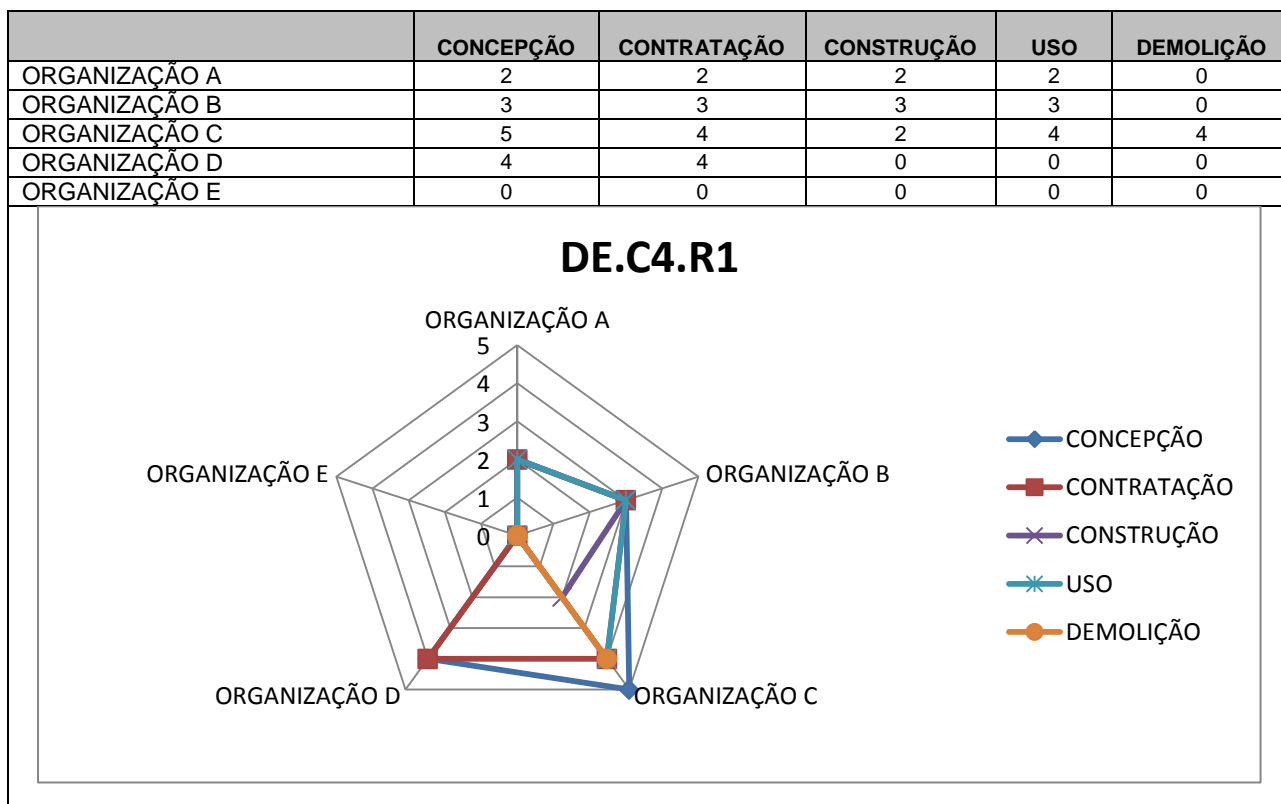 CONCEPÇÃO CONTRATAÇÃO CONSTRUÇÃO USO DEMOLIÇÃO
ORGANIZAÇÃO A 2 2 2 2 0
ORGANIZAÇÃO B 3 3 3 3 0
ORGANIZAÇÃO C 5 4 2 4 4
ORGANIZAÇÃO D 4 4 0 0 0
ORGANIZAÇÃO E 0 0 0 0 0
DE.C4.R1
ORGANIZAÇÃO A
5
4
3
2
1
0
ORGANIZAÇÃO B
ORGANIZAÇÃO C
ORGANIZAÇÃO D
ORGANIZAÇÃO E
CONCEPÇÃO
CONTRATAÇÃO
CONSTRUÇÃO
USO
DEMOLIÇÃO